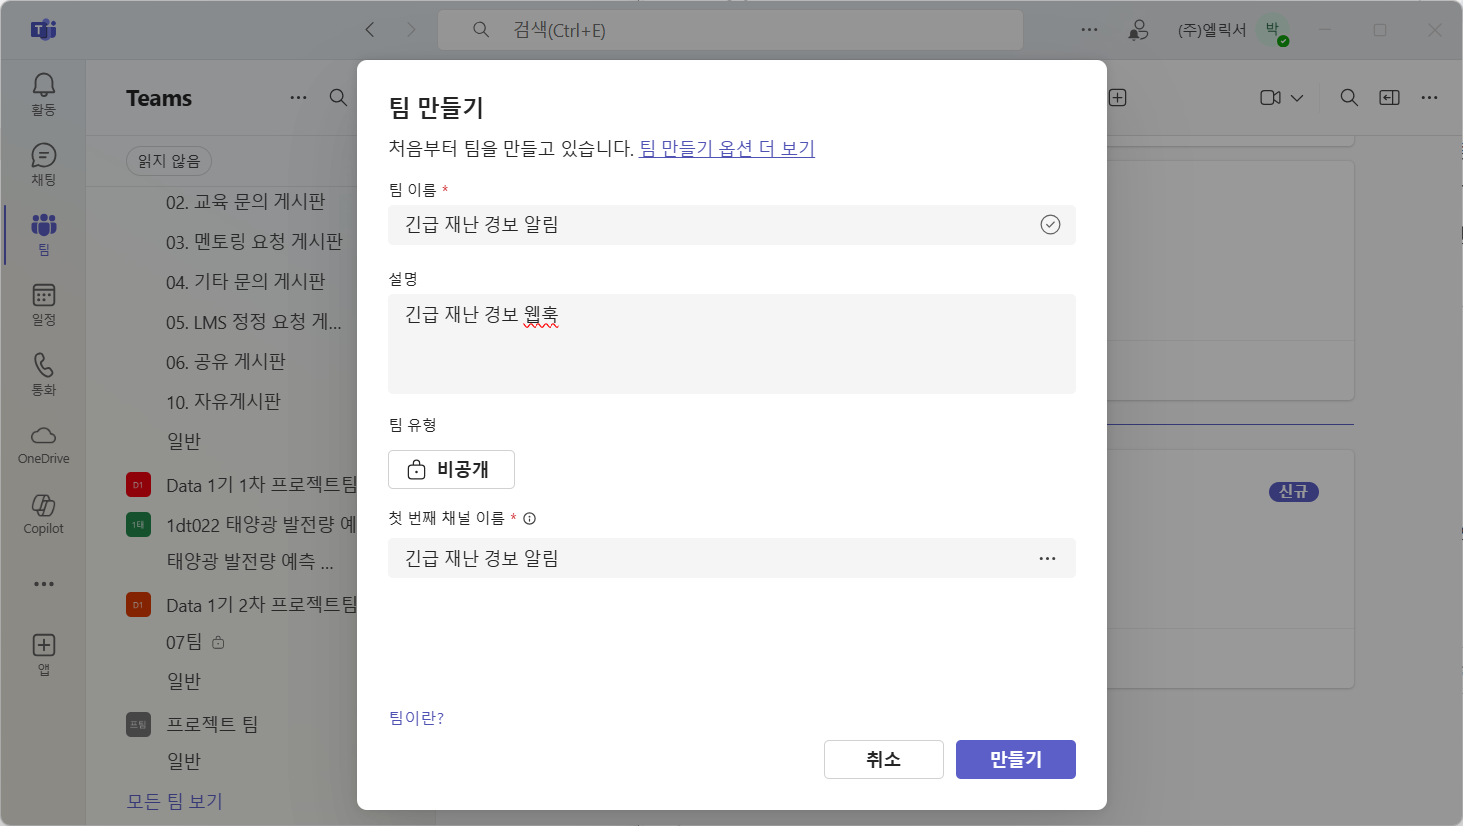 검색(Ctrl+E)
(주)엘릭서
박
활동
채팅
팀
일정
통화
OneDrive
Copilot
앱
Teams
읽지 않음
02. 교육 문의 게시판
03. 멘토링 요청 게시판
04. 기타 문의 게시판
05. LMS 정정 요청 게...
06. 공유 게시판
10. 자유게시판
일반
D1 Data 1기 1차 프로젝트팀
1태 1dt022 태양광 발전량 예
태양광 발전량 예측 ...
D1 Data 1기 2차 프로젝트팀
07팀
일반
프팀 프로젝트 팀
일반
모든 팀 보기
팀 만들기
처음부터 팀을 만들고 있습니다. 팀 만들기 옵션 더 보기
팀 이름 *
긴급 재난 경보 알림
설명
긴급 재난 경보 웹훅
팀 유형
비공개
첫 번째 채널 이름 *
긴급 재난 경보 알림
팀이란?
취소
만들기
신규